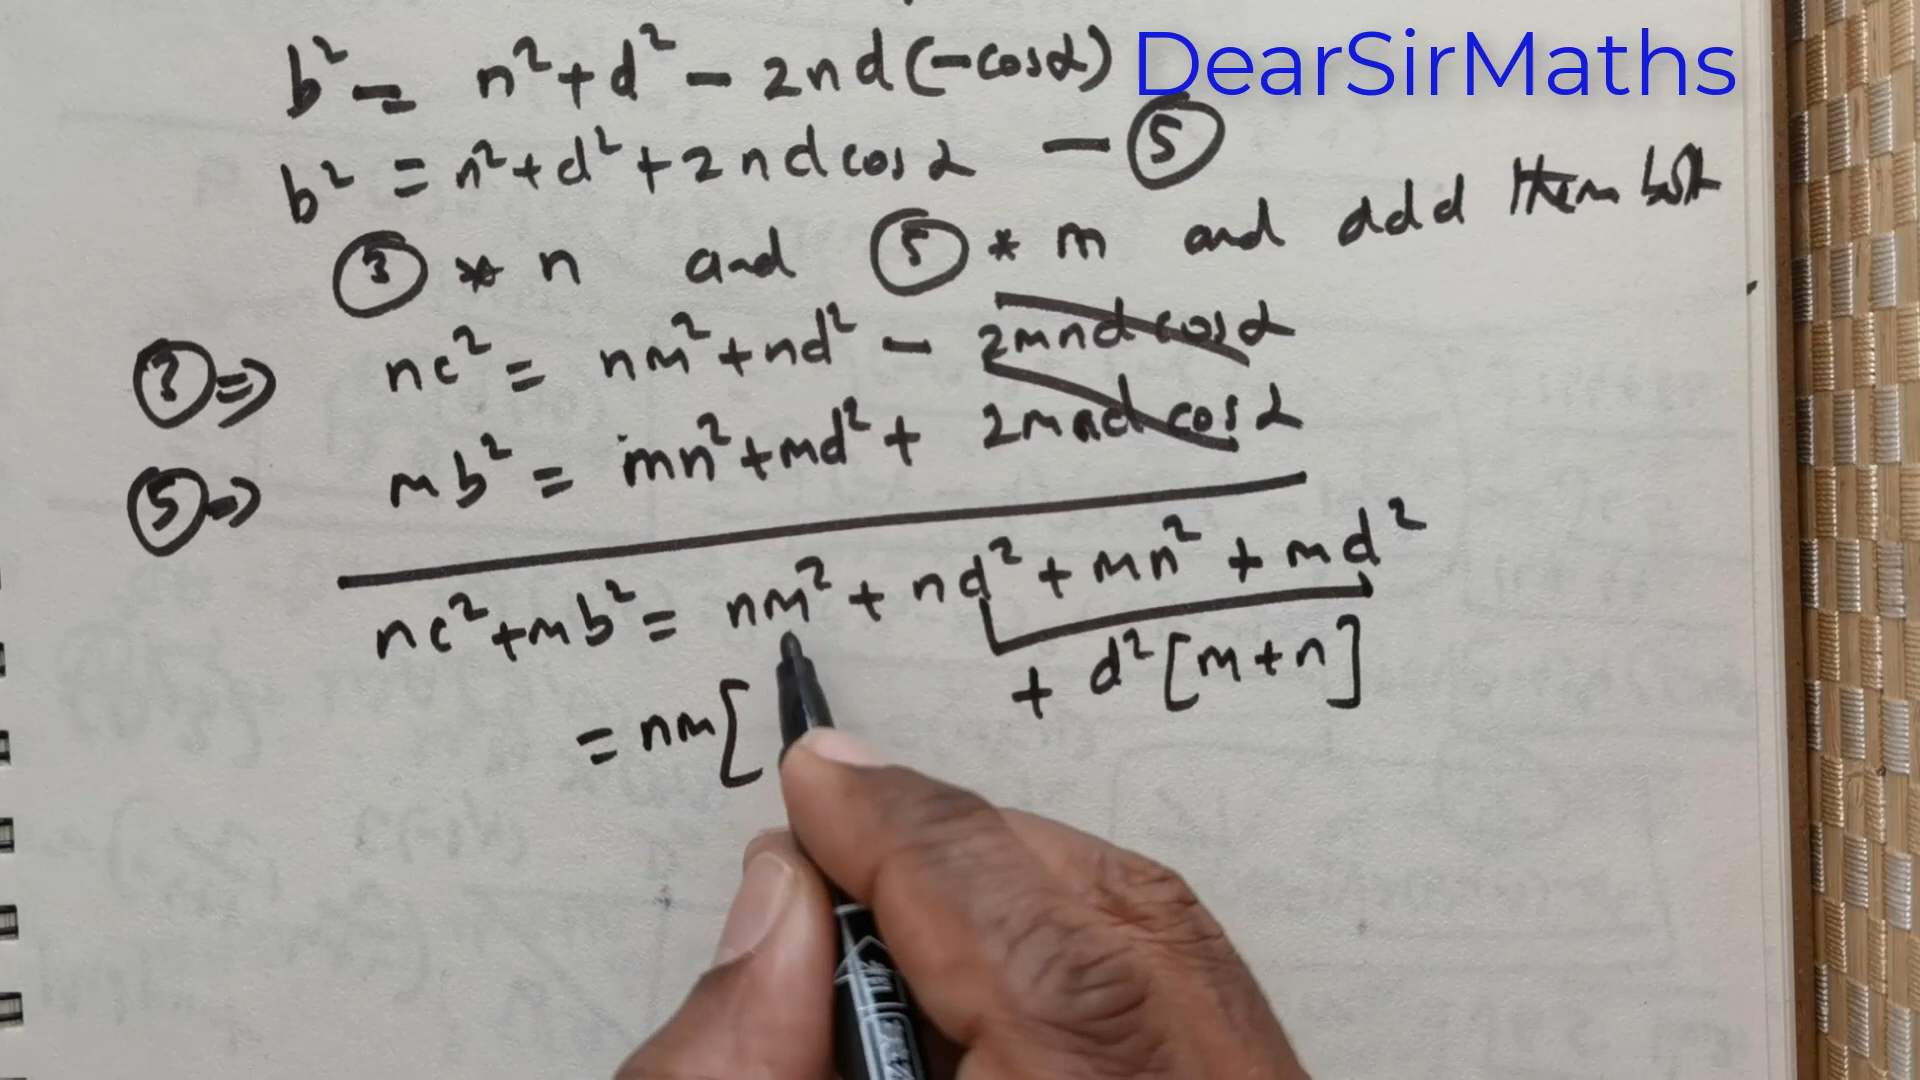 b² = n² + d² - 2nd(-cosα) DearSirMaths
b² = n² + d² + 2nd cosα - ⑤
③ * n and ⑤ * m and add them both
③ ⇒ nc² = nm² + nd² - 2mnd cosα
⑤ ⇒ mb² = mn² + md² + 2mnd cosα
nc² + mb² = nm² + nd² + mn² + md²
= nm[ + d²[m+n]